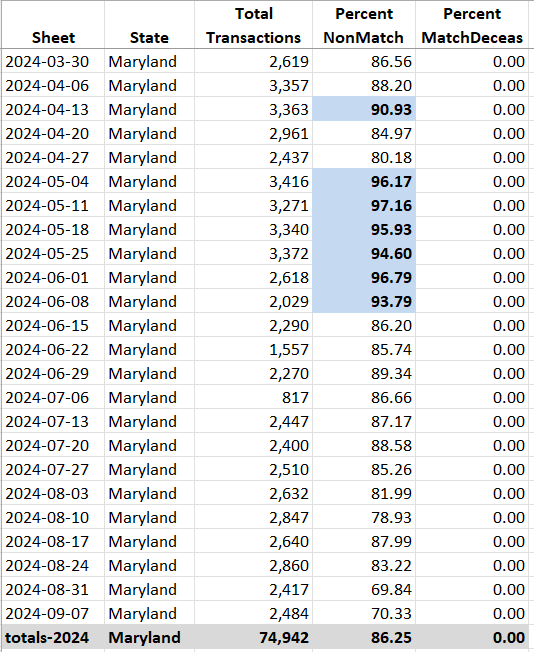 Total Percent Percent
Sheet State Transactions NonMatch MatchDeceas
2024-03-30 Maryland 2,619 86.56 0.00
2024-04-06 Maryland 3,357 88.20 0.00
2024-04-13 Maryland 3,363 90.93 0.00
2024-04-20 Maryland 2,961 84.97 0.00
2024-04-27 Maryland 2,437 80.18 0.00
2024-05-04 Maryland 3,416 96.17 0.00
2024-05-11 Maryland 3,271 97.16 0.00
2024-05-18 Maryland 3,340 95.93 0.00
2024-05-25 Maryland 3,372 94.60 0.00
2024-06-01 Maryland 2,618 96.79 0.00
2024-06-08 Maryland 2,029 93.79 0.00
2024-06-15 Maryland 2,290 86.20 0.00
2024-06-22 Maryland 1,557 85.74 0.00
2024-06-29 Maryland 2,270 89.34 0.00
2024-07-06 Maryland 817 86.66 0.00
2024-07-13 Maryland 2,447 87.17 0.00
2024-07-20 Maryland 2,400 88.58 0.00
2024-07-27 Maryland 2,510 85.26 0.00
2024-08-03 Maryland 2,632 81.99 0.00
2024-08-10 Maryland 2,847 78.93 0.00
2024-08-17 Maryland 2,640 87.99 0.00
2024-08-24 Maryland 2,860 83.22 0.00
2024-08-31 Maryland 2,417 69.84 0.00
2024-09-07 Maryland 2,484 70.33 0.00
totals-2024 Maryland 74,942 86.25 0.00